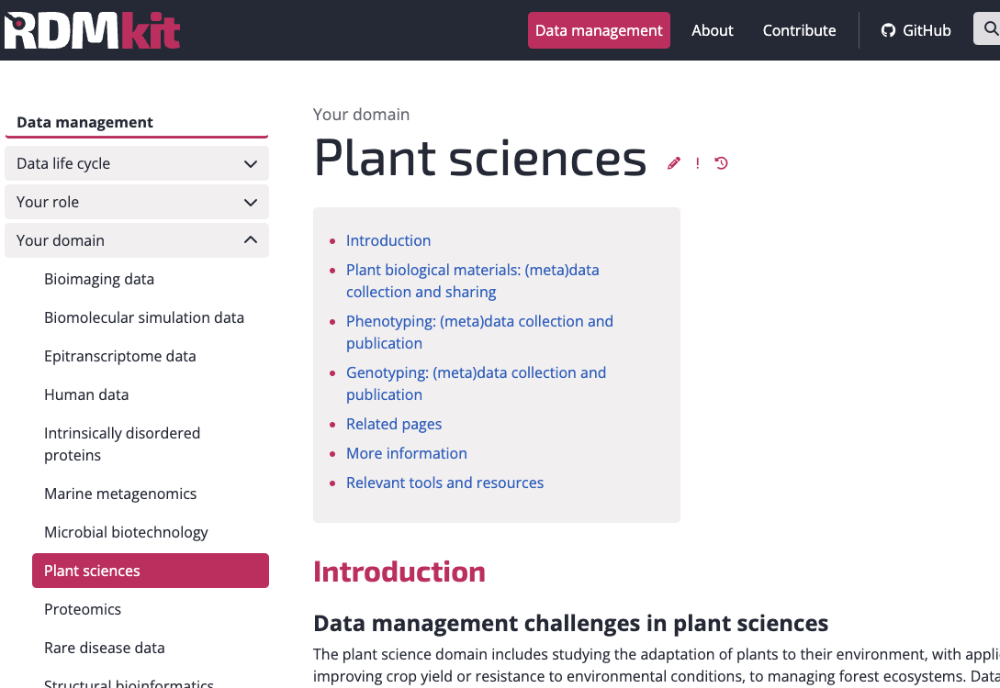 RDMkit
Data management
About
Contribute
GitHub
Data management
Data life cycle
Your role
Your domain
Bioimaging data
Biomolecular simulation data
Epitranscriptome data
Human data
Intrinsically disordered
proteins
Marine metagenomics
Microbial biotechnology
Plant sciences
Proteomics
Rare disease data
Structural bioinformatics
Your domain
Plant sciences
Introduction
Plant biological materials: (meta)data
collection and sharing
Phenotyping: (meta)data collection and
publication
Genotyping: (meta)data collection and
publication
Related pages
More information
Relevant tools and resources
Introduction
Data management challenges in plant sciences
The plant science domain includes studying the adaptation of plants to their environment, with appli
improving crop yield or resistance to environmental conditions, to managing forest ecosystems. Data